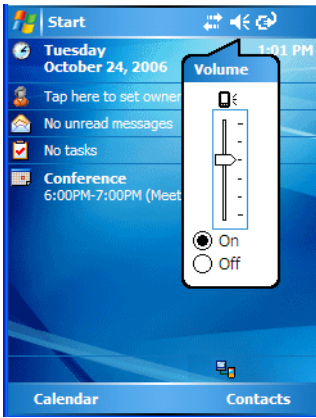 Start
Tuesday
1:01 PM
October 24, 2006
Volume
Tap here to set owner
No unread messages
No tasks
Conference
6:00PM-7:00PM (Meet
On
Off
Calendar
Contacts